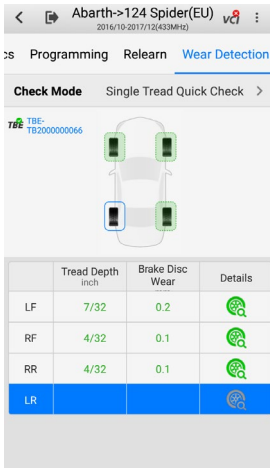 Abarth->124 Spider(EU)
2016/10-2017/12(433MHz)
VCI
cs Programming Relearn Wear Detection
Check Mode Single Tread Quick Check >
TBE TBE-
TB2000000066
Tread Depth Brake Disc Details
inch Wear
LF 7/32 0.2
RF 4/32 0.1
RR 4/32 0.1
LR